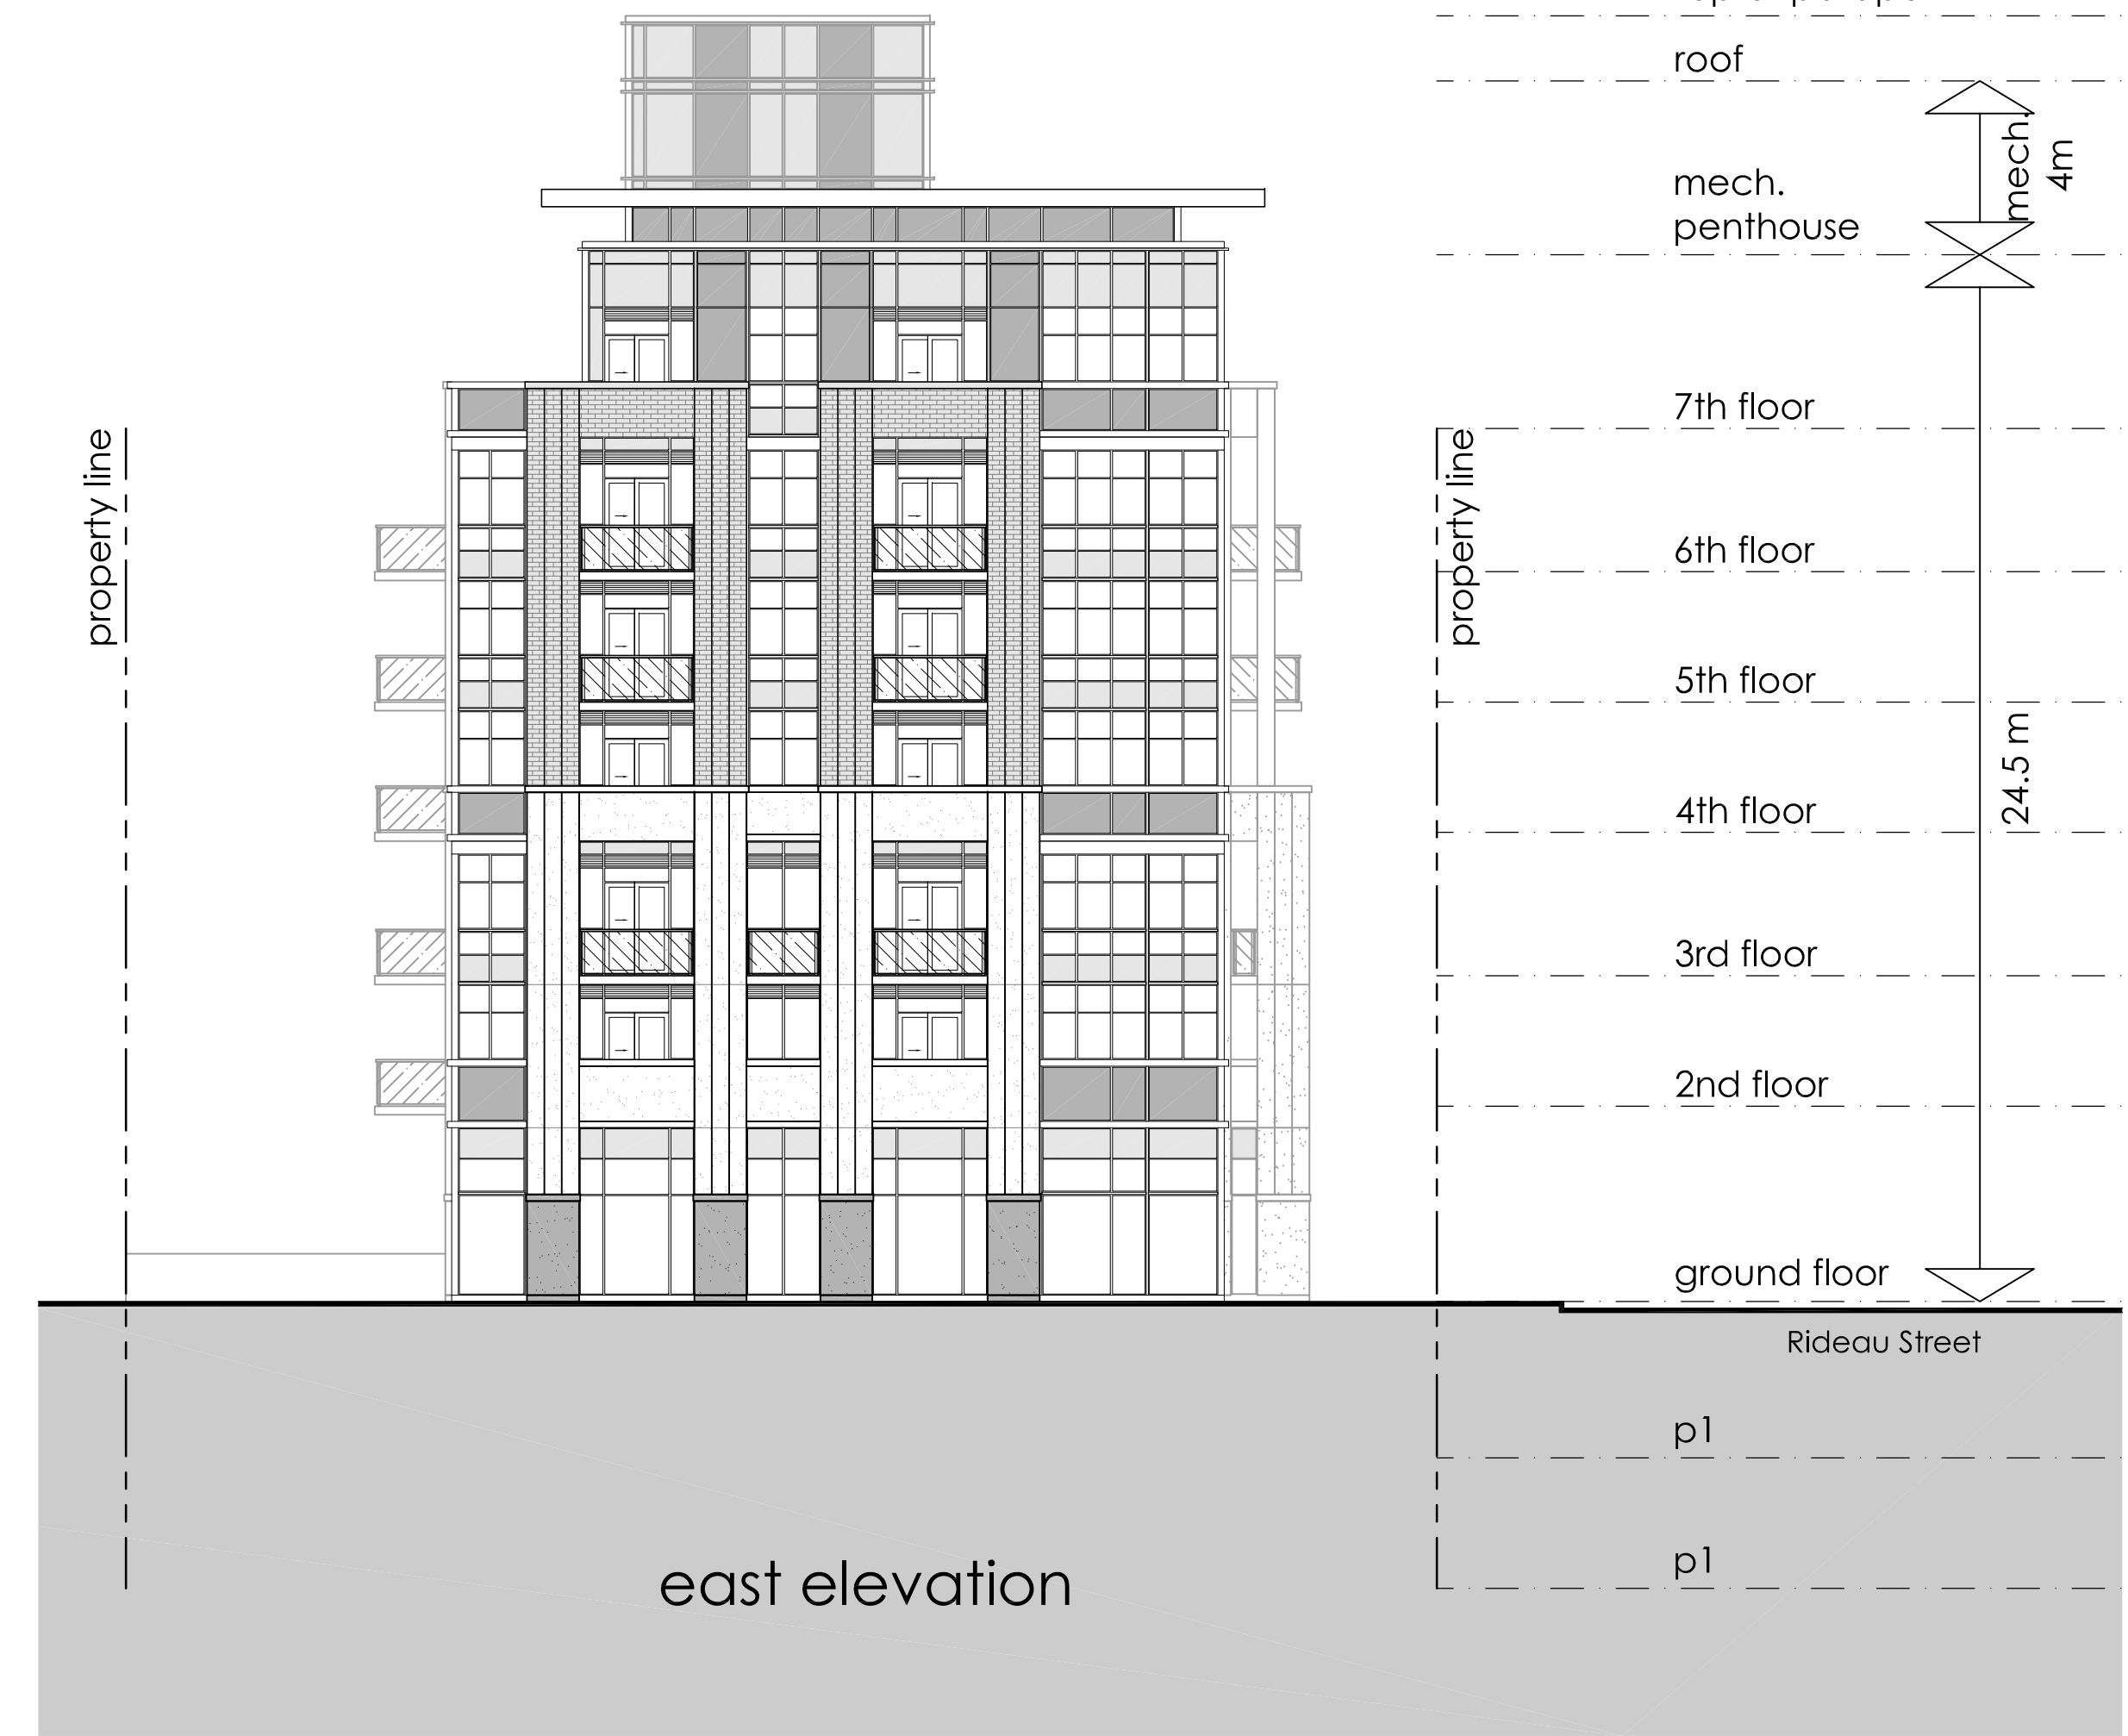 roof
mech.
4m
mech.
penthouse
7th floor
property line
property line
6th floor
5th floor
24.5 m
4th floor
3rd floor
2nd floor
ground floor
Rideau Street
p1
p1
east elevation